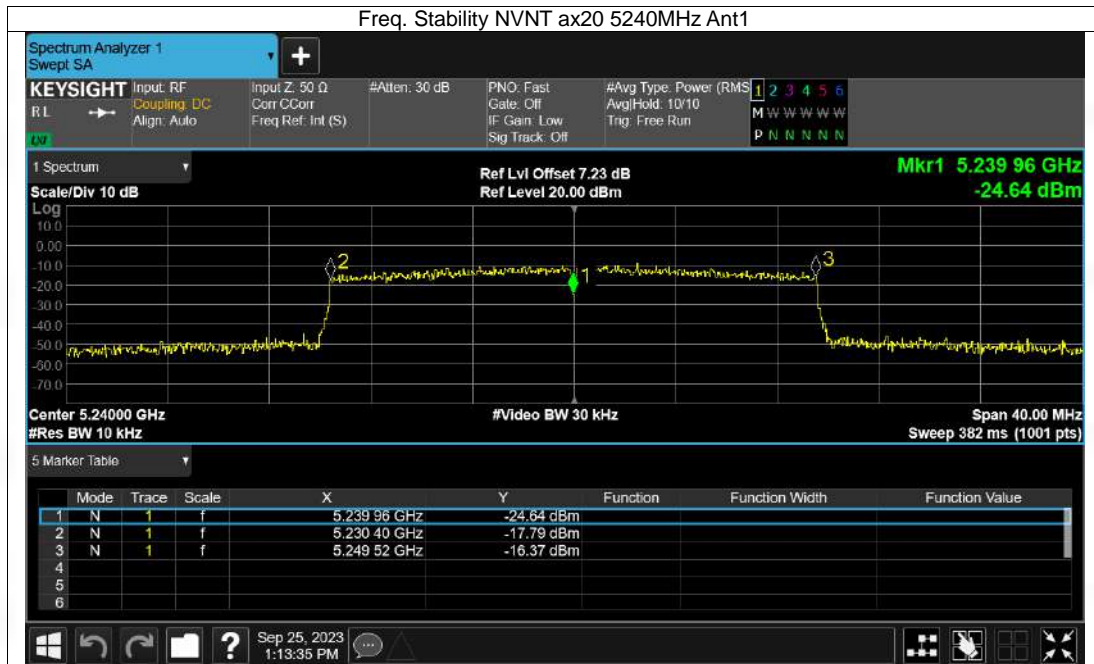 Freq. Stability NVNT ax20 5240MHz Ant1
Spectrum Analyzer 1
Swept SA
+
KEYSIGHT
RL
LXI
Input: RF
Coupling: DC
Align: Auto
Input Z: 50 Ω
Corr CCorr
Freq Ref: Int (S)
#Atten: 30 dB
PNO: Fast
Gate: Off
IF Gain: Low
Sig Track: Off
#Avg Type: Power (RMS
Avg|Hold: 10/10
Trig: Free Run
1 2 3 4 5 6
M W W W W W
P N N N N N
1 Spectrum
Scale/Div 10 dB
Ref Lvl Offset 7.23 dB
Ref Level 20.00 dBm
Mkr1 5.239 96 GHz
-24.64 dBm
Log
10.0
0.00
-10.0
-20.0
-30.0
-40.0
-50.0
-60.0
-70.0
2
1
3
Center 5.24000 GHz
#Res BW 10 kHz
#Video BW 30 kHz
Span 40.00 MHz
Sweep 382 ms (1001 pts)
5 Marker Table
Mode Trace Scale X Y Function Function Width Function Value
1 N 1 f 5.239 96 GHz -24.64 dBm
2 N 1 f 5.230 40 GHz -17.79 dBm
3 N 1 f 5.249 52 GHz -16.37 dBm
4
5
6
?
Sep 25, 2023
1:13:35 PM